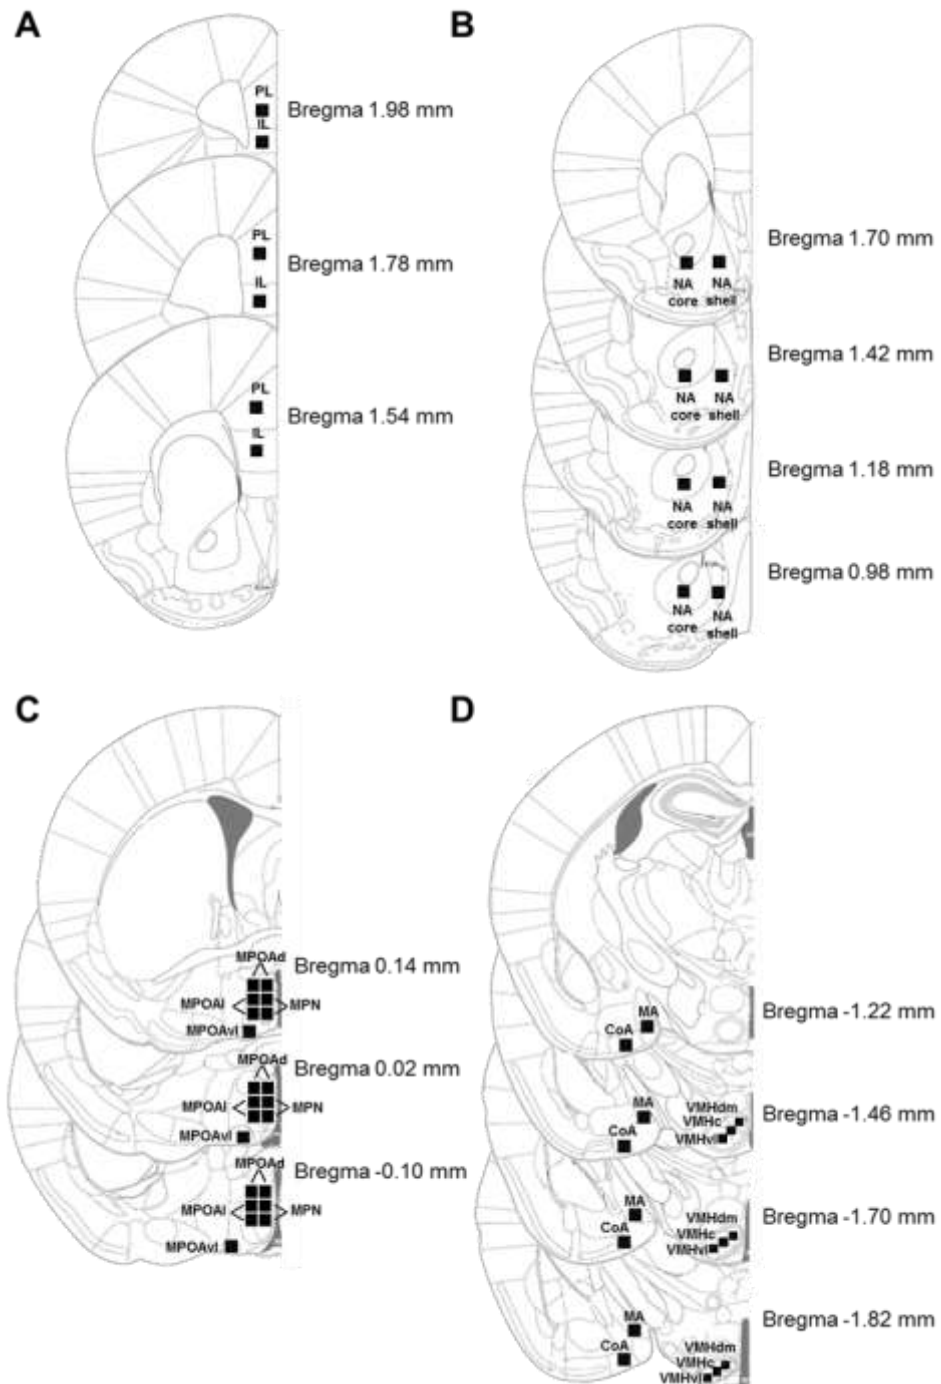 A
PL
Bregma 1.98 mm
IL
PL
Bregma 1.78 mm
IL
PL
Bregma 1.54 mm
IL
B
Bregma 1.70 mm
NA NA
core shell
Bregma 1.42 mm
NA NA
core shell
Bregma 1.18 mm
NA NA
core shell
Bregma 0.98 mm
NA NA
core shell
C
MPOAd
Bregma 0.14 mm
MPOAl MPN
MPOAvl
Bregma 0.02 mm
MPOAd
MPOAl MPN
MPOAvl
Bregma -0.10 mm
MPOAd
MPOAl MPN
MPOAvl
D
MA
Bregma -1.22 mm
CoA
MA
VMHdm
Bregma -1.46 mm
VMHc
CoA
VMHvl
MA
VMHdm
Bregma -1.70 mm
CoA
VMHc
VMHvl
MA
Bregma -1.82 mm
VMHdm
CoA
VMHc
VMHvl